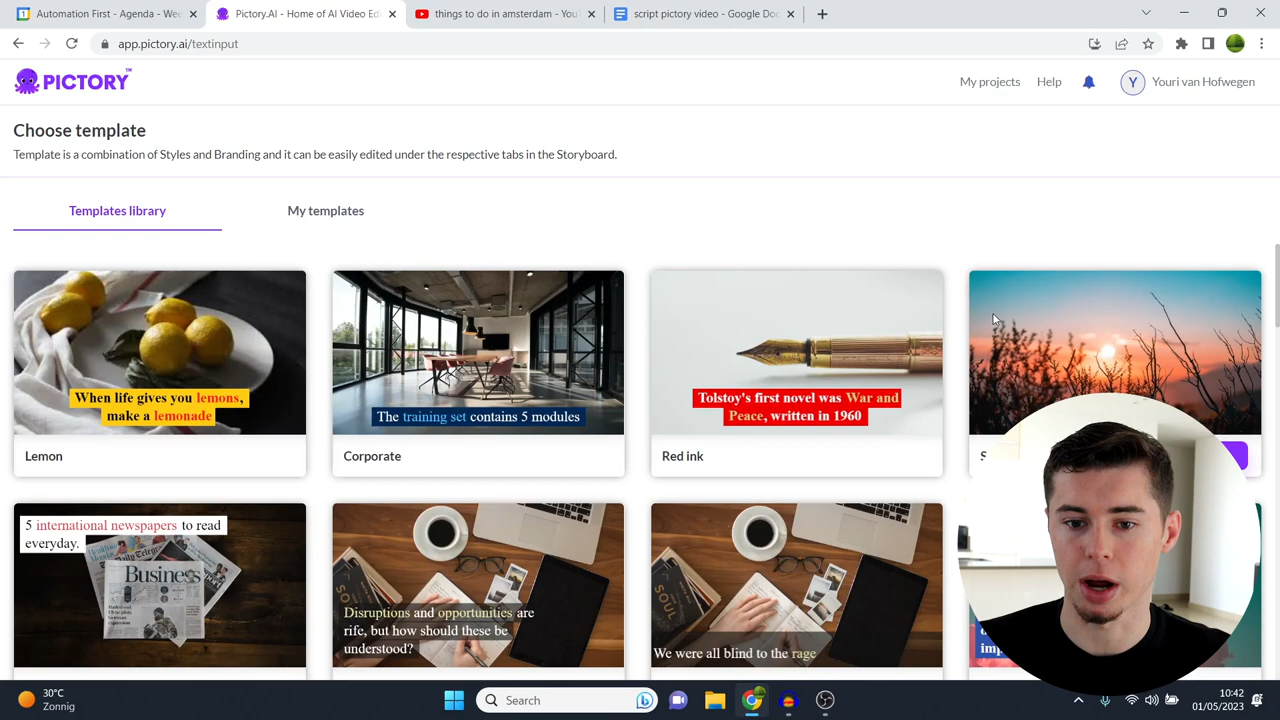 Automation First - Agenda - Wee
Pictory.AI - Home of AI Video Edi
things to do in amsterdam - You
script pictory video - Google Doc
app.pictory.ai/textinput
PICTORY™
My projects
Help
Y
Youri van Hofwegen
Choose template
Template is a combination of Styles and Branding and it can be easily edited under the respective tabs in the Storyboard.
Templates library
My templates
When life gives you lemons,
make a lemonade
The training set contains 5 modules
Tolstoy's first novel was War and
Peace, written in 1960
Lemon
Corporate
Red ink
5 international newspapers to read
everyday.
Business
Disruptions and opportunities are
rife, but how should these be
understood?
SOUL
We were all blind to the rage
30°C
Zonnig
Search
10:42
01/05/2023